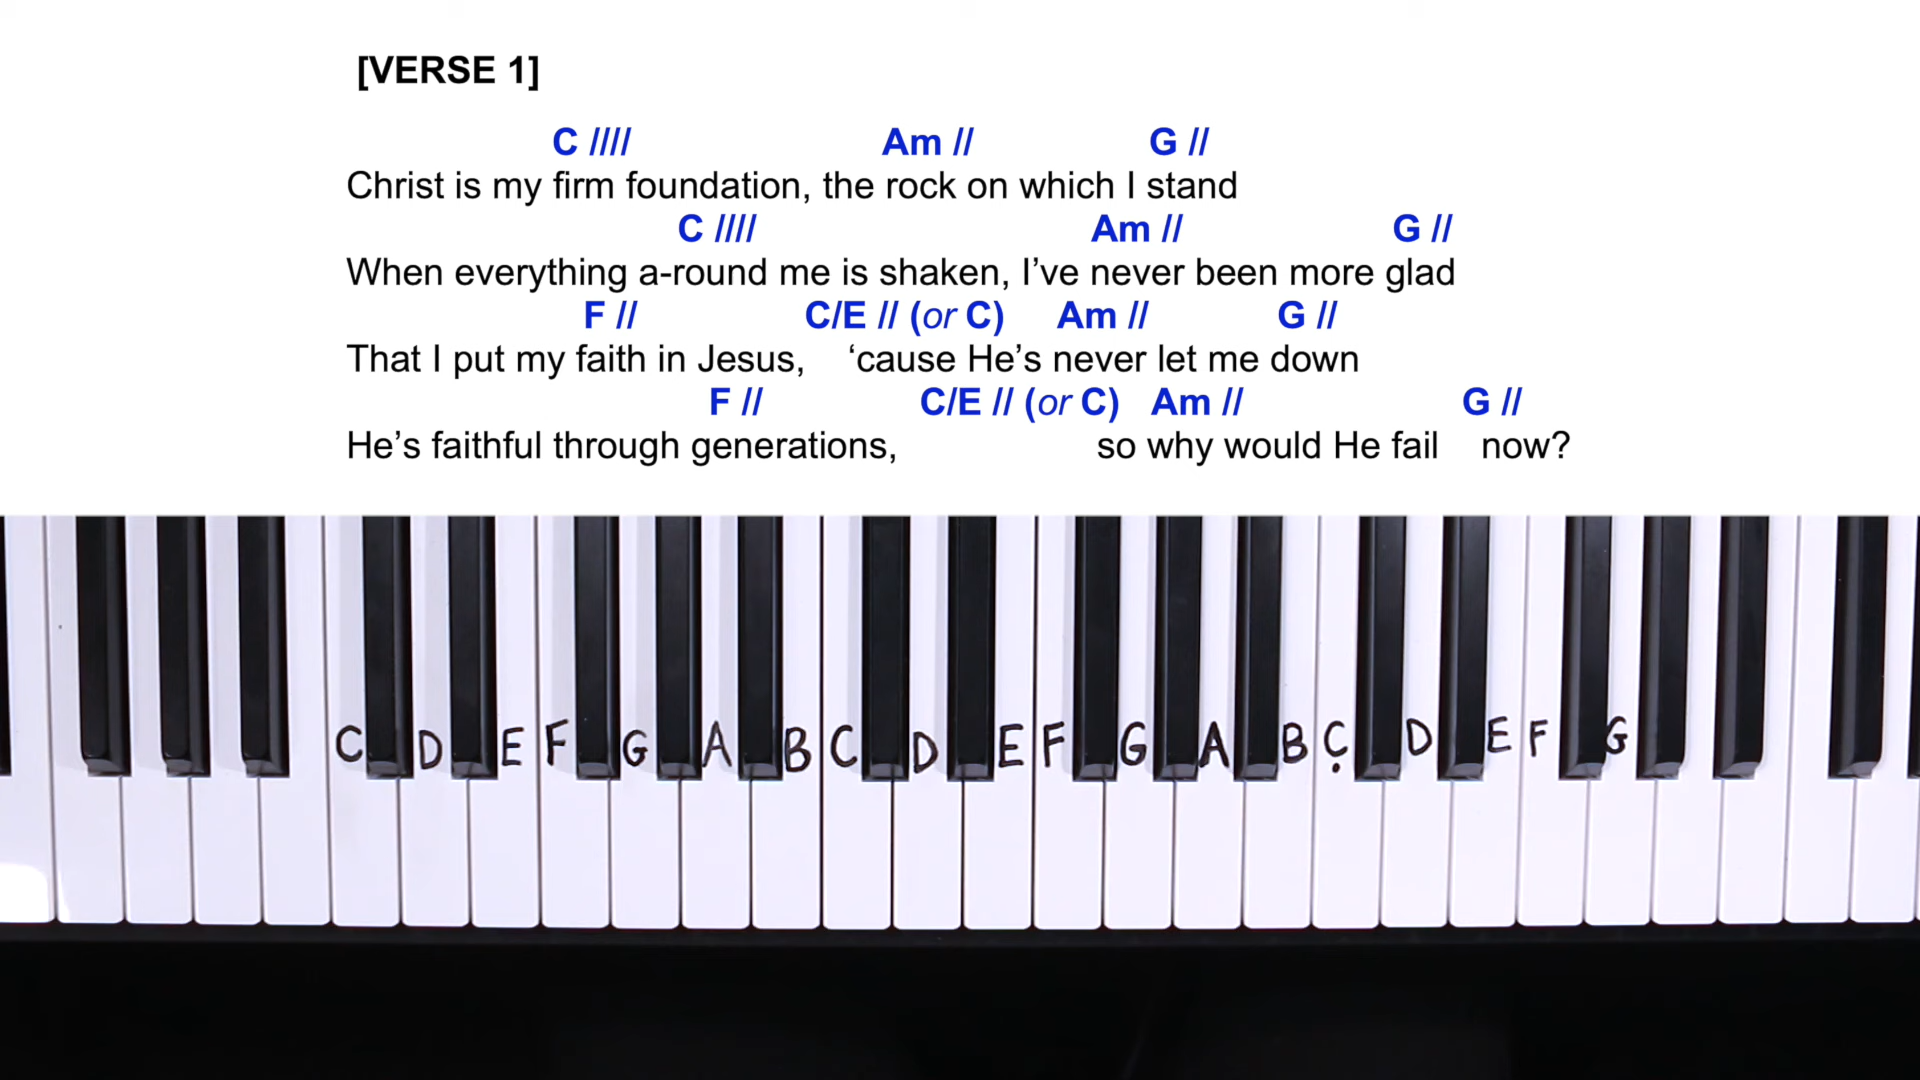 [VERSE 1]
C //// Am // G //
Christ is my firm foundation, the rock on which I stand
C //// Am // G //
When everything a-round me is shaken, I’ve never been more glad
F // C/E // (or C) Am // G //
That I put my faith in Jesus, ‘cause He’s never let me down
F // C/E // (or C) Am // G //
He’s faithful through generations, so why would He fail now?
C D E F G A B C D E F G A B C D E F G